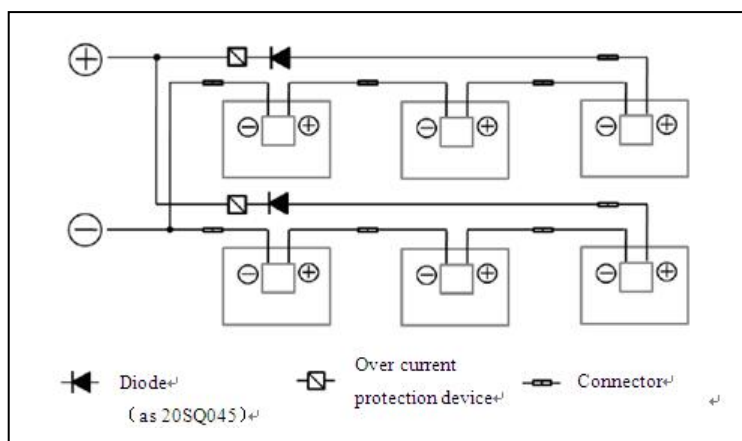 Diode↵
（as 20SQ045)↵
Over current
protection device↵
Connector↵
↵